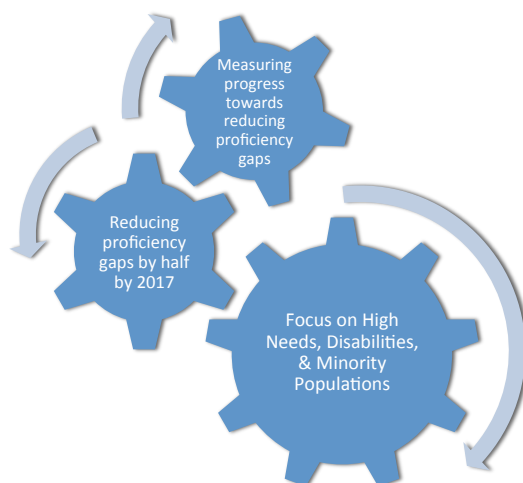 Measuring
progress
towards
reducing
proficiency
gaps
Reducing
proficiency
gaps by half
by 2017
Focus on High
Needs, Disabilities,
& Minority
Populations